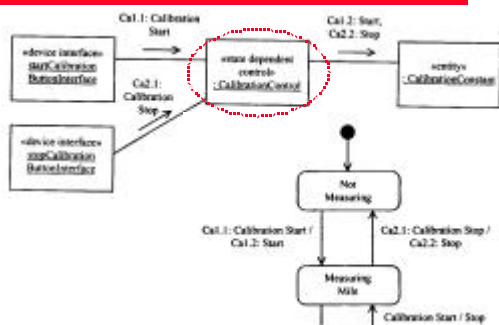 Ca1.1: Calibration
Start
Ca1.2: Start,
Ca2.2: Stop
«device interface»
startCalibration
ButtonInterface
«state dependent
control»
: CalibrationControl
«entity»
: CalibrationConstant
Ca2.1:
Calibration
Stop
«device interface»
stopCalibration
ButtonInterface
Not
Measuring
Ca1.1: Calibration Start /
Ca1.2: Start
Ca2.1: Calibration Stop /
Ca2.2: Stop
Measuring
Mile
Calibration Start / Stop